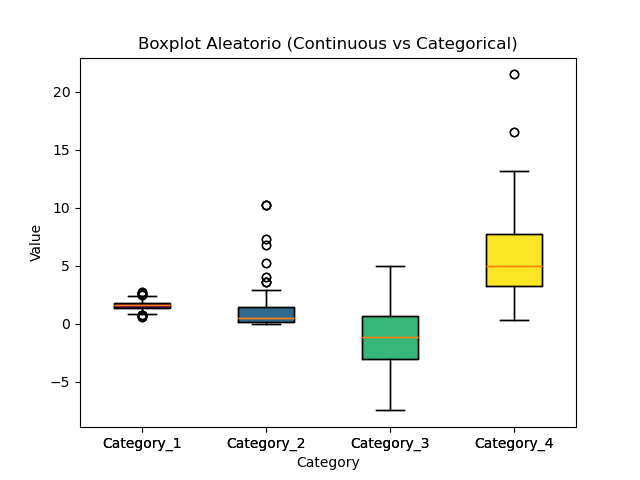 Boxplot Aleatorio (Continuous vs Categorical)
20
15
10
5
0
−5
Value
Category_1 Category_2 Category_3 Category_4
Category